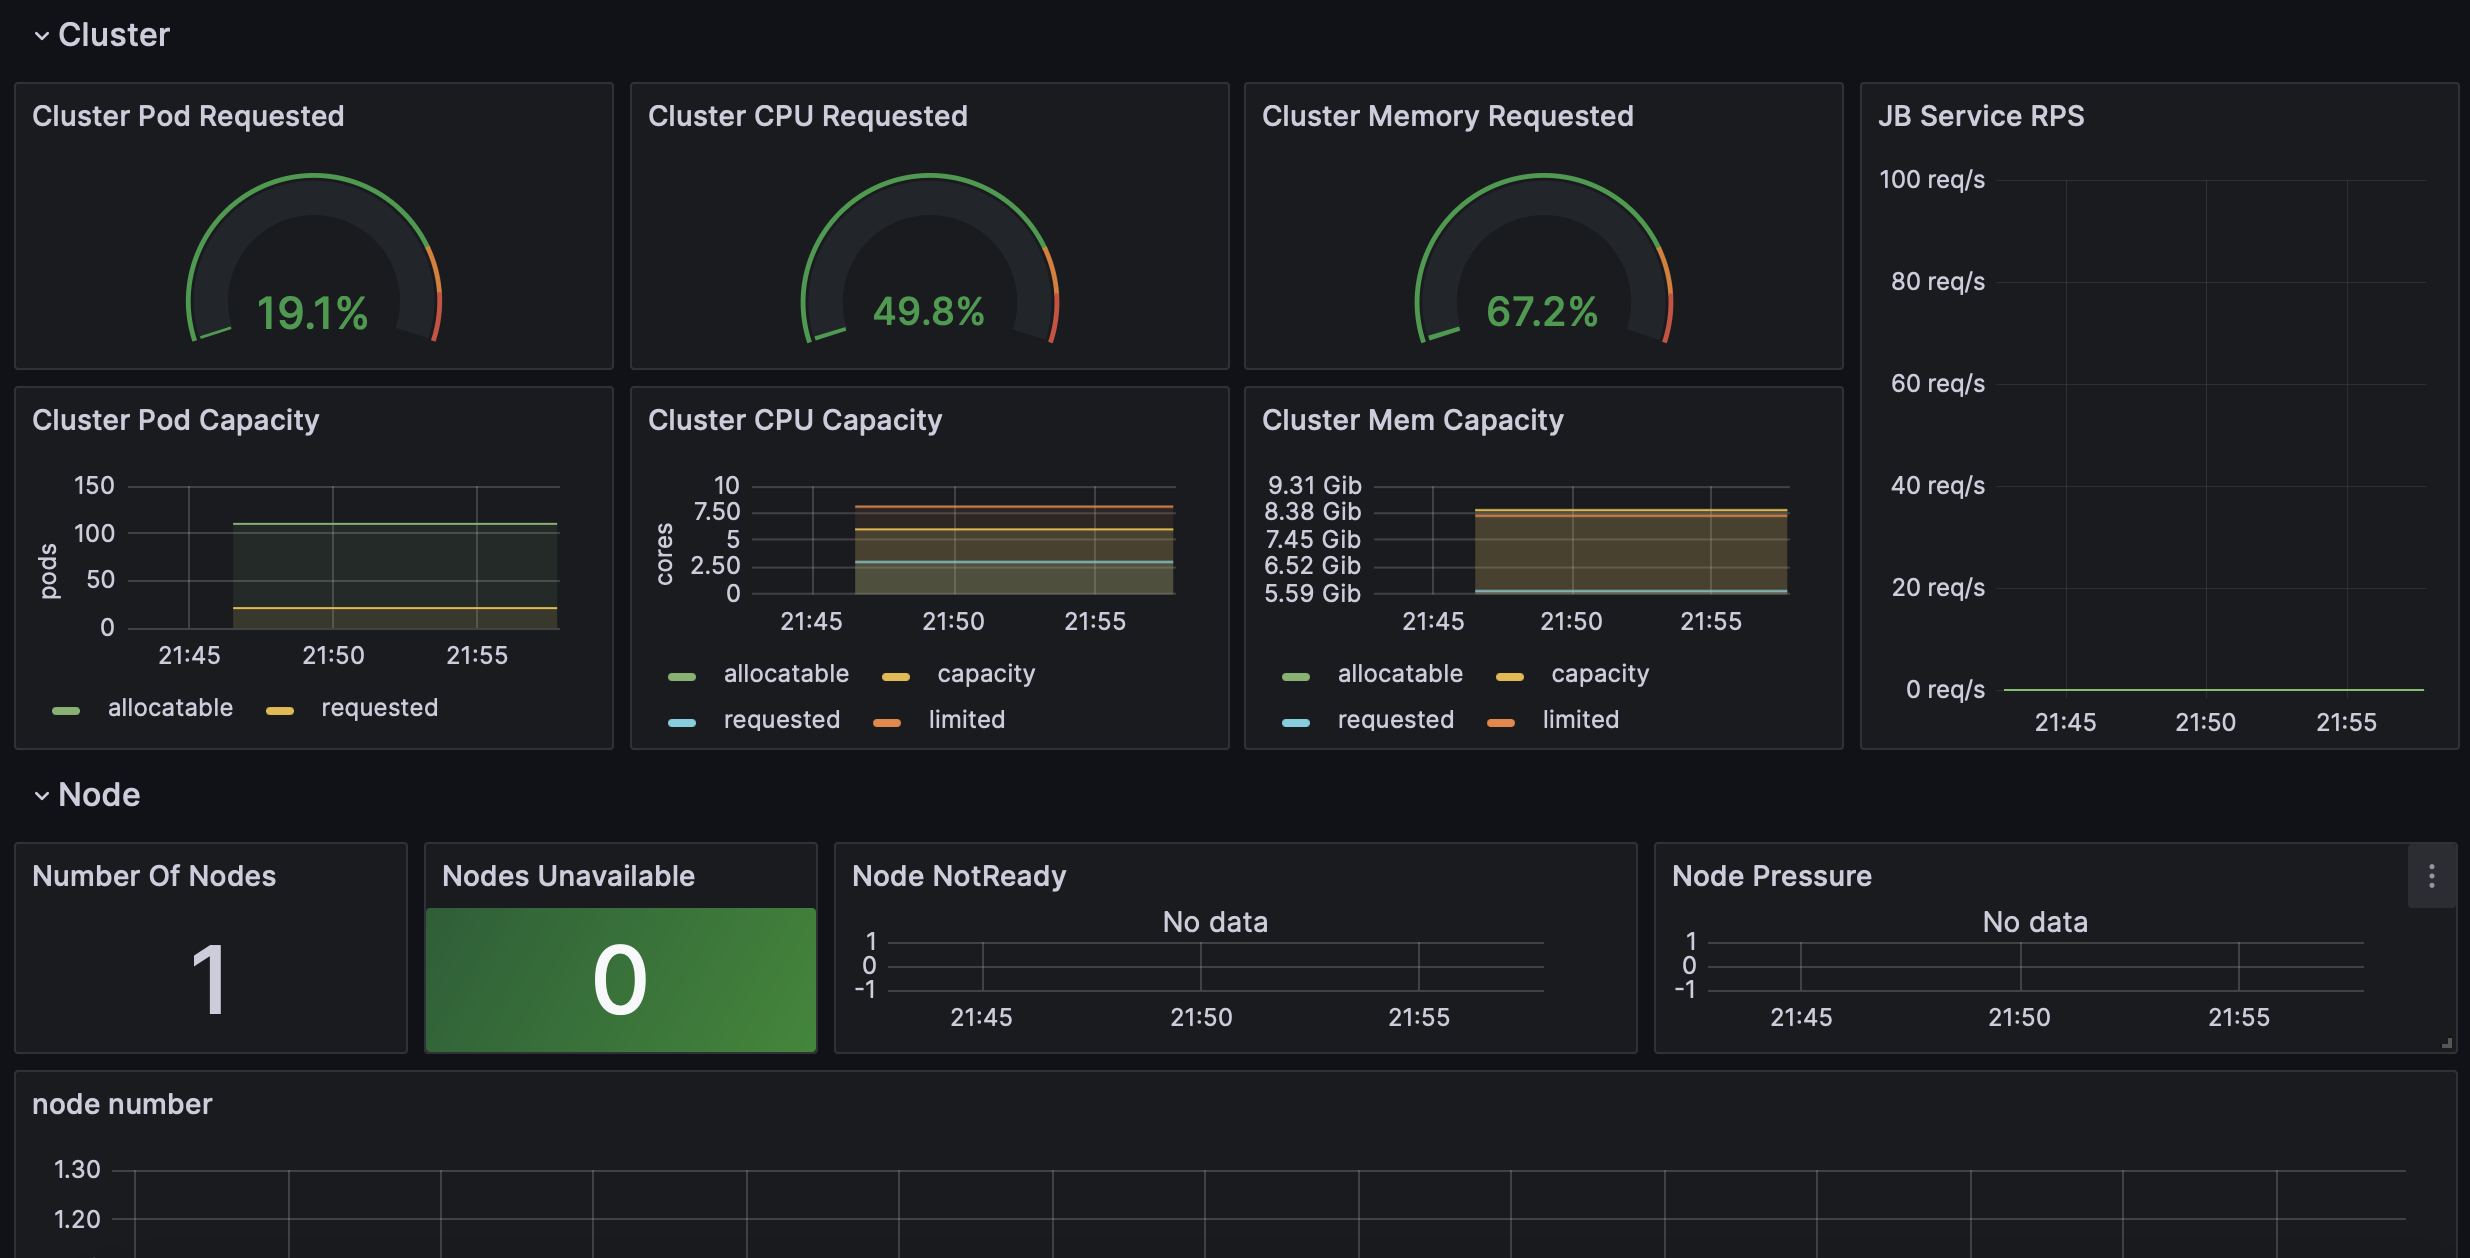 Cluster
Cluster Pod Requested
19.1%
Cluster CPU Requested
49.8%
Cluster Memory Requested
67.2%
JB Service RPS
100 req/s
80 req/s
60 req/s
40 req/s
20 req/s
0 req/s
21:45 21:50 21:55
Cluster Pod Capacity
pods
150
100
50
0
21:45 21:50 21:55
allocatable requested
Cluster CPU Capacity
cores
10
7.50
5
2.50
0
21:45 21:50 21:55
allocatable capacity
requested limited
Cluster Mem Capacity
9.31 Gib
8.38 Gib
7.45 Gib
6.52 Gib
5.59 Gib
21:45 21:50 21:55
allocatable capacity
requested limited
Node
Number Of Nodes
1
Nodes Unavailable
0
Node NotReady
No data
1
0
-1
21:45 21:50 21:55
Node Pressure
No data
1
0
-1
21:45 21:50 21:55
node number
1.30
1.20